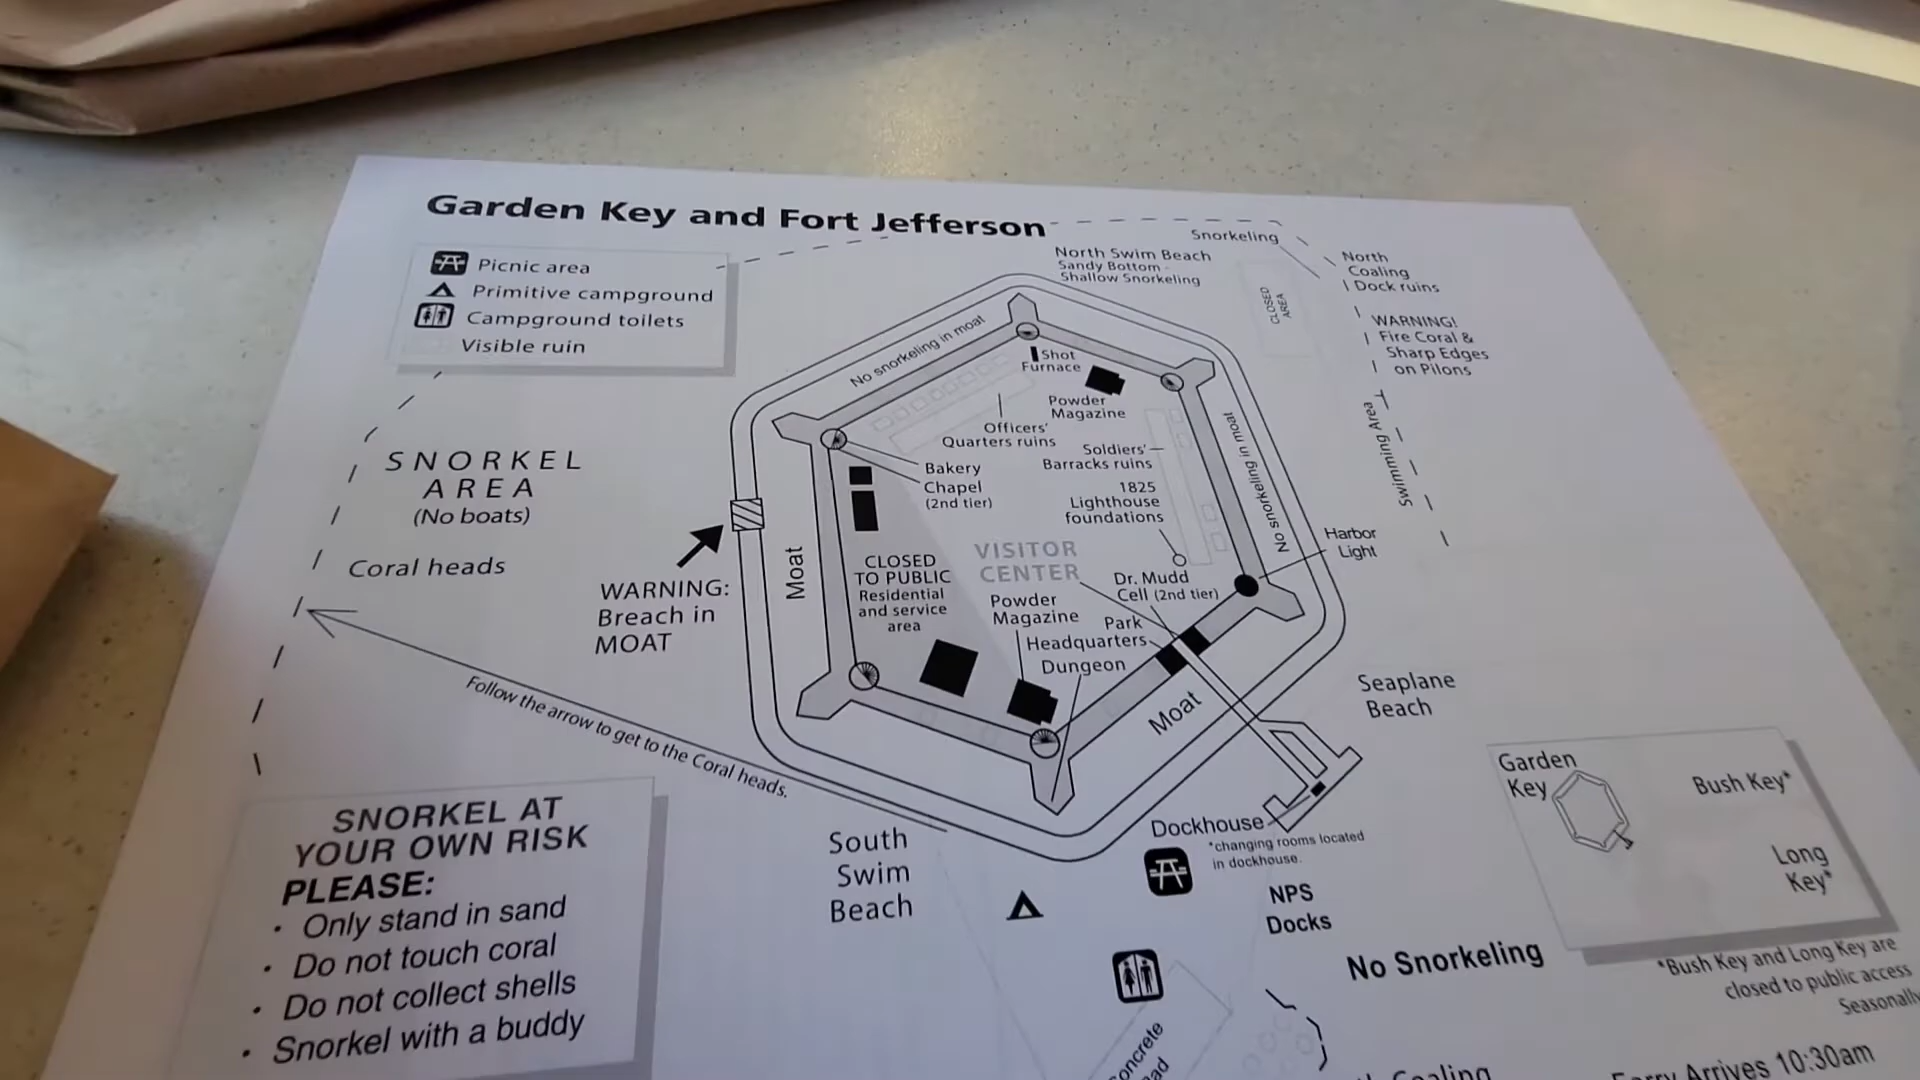 Garden Key and Fort Jefferson
Picnic area
Primitive campground
Campground toilets
Visible ruin
Snorkeling
North Swim Beach
Sandy Bottom -
Shallow Snorkeling
North
Coaling
Dock ruins
CLOSED
AREA
WARNING!
Fire Coral &
Sharp Edges
on Pilons
Swimming Area
No snorkeling in moat
Shot
Furnace
Powder
Magazine
Officers'
Quarters ruins
Soldiers'
Barracks ruins
No snorkeling in moat
Bakery
Chapel
(2nd tier)
1825
Lighthouse
foundations
Harbor
Light
SNORKEL
AREA
(No boats)
Coral heads
WARNING:
Breach in
MOAT
Moat
CLOSED
TO PUBLIC
Residential
and service
area
VISITOR
CENTER
Dr. Mudd
Cell (2nd tier)
Powder
Magazine
Park
Headquarters
Dungeon
Moat
Seaplane
Beach
Follow the arrow to get to the Coral heads.
Dockhouse
*changing rooms located
in dockhouse.
South
Swim
Beach
NPS
Docks
No Snorkeling
Garden
Key
Bush Key*
Long
Key*
*Bush Key and Long Key are
closed to public access
Seasonally
SNORKEL AT
YOUR OWN RISK
PLEASE:
• Only stand in sand
• Do not touch coral
• Do not collect shells
• Snorkel with a buddy
Arrives 10:30am